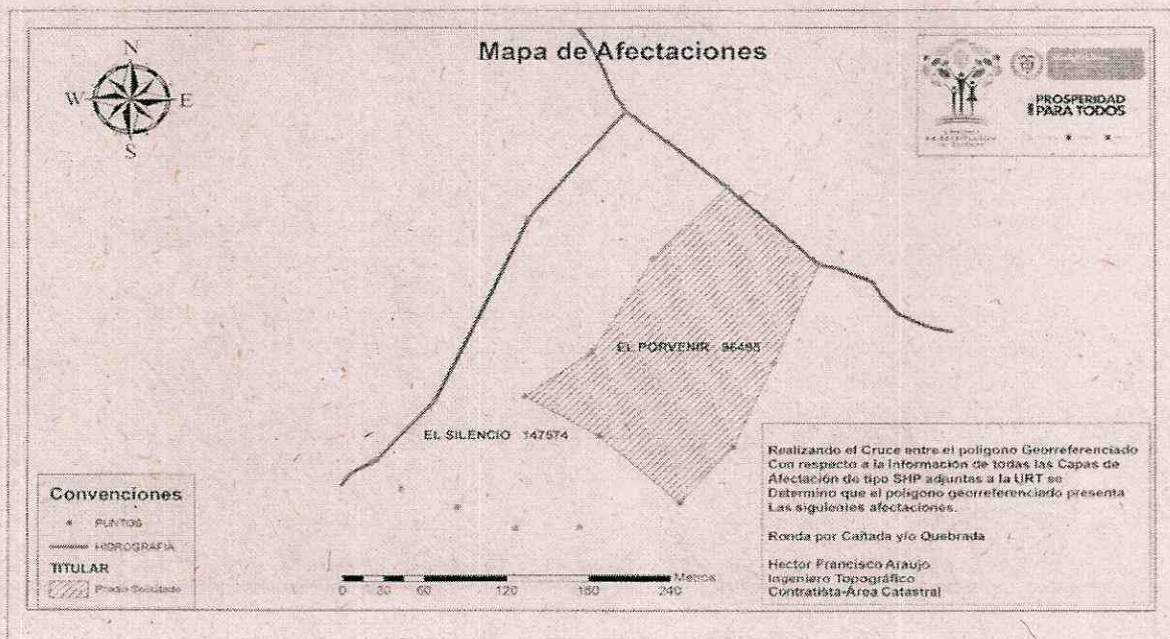 Mapa de Afectaciones
N
W E
S
PROSPERIDAD
PARA TODOS
EL PORVENIR
EL SILENCIO 147574
Convenciones
PUNTOS
HIDROGRAFIA
TITULAR
Predio Solicitado
0 30 60 120 180 240
Metros
Realizando el Cruce entre el poligono Georreferenciado
Con respecto a la Información de todas las Capas de
Afectación de tipo SHP adjuntas a la URT se
Determino que el poligono georreferenciado presenta
Las siguientes afectaciones.
Ronda por Cañada y/o Quebrada
Hector Francisco Araujo
Ingeniero Topográfico
Contratista-Área Catastral